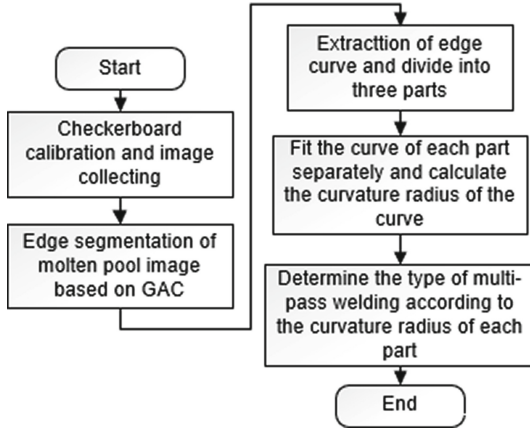 Start
Checkerboard
calibration and image
collecting
Edge segmentation of
molten pool image
based on GAC
Extracttion of edge
curve and divide into
three parts
Fit the curve of each part
separately and calculate
the curvature radius of the
curve
Determine the type of multi-
pass welding according to
the curvature radius of each
part
End